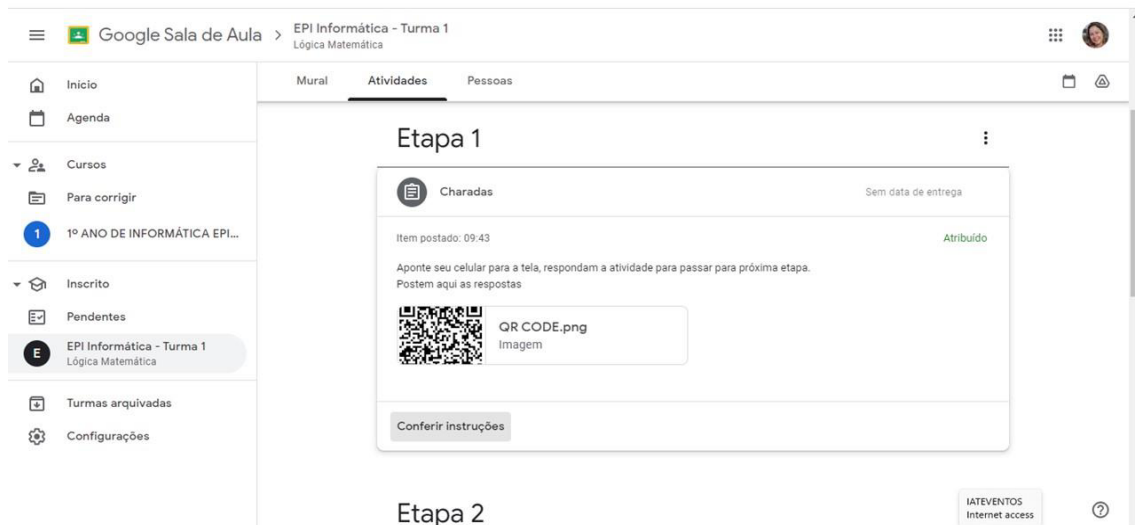 Google Sala de Aula > EPI Informática - Turma 1
Lógica Matemática
Início
Agenda
Cursos
Para corrigir
1 1º ANO DE INFORMÁTICA EPI...
Inscrito
Pendentes
E EPI Informática - Turma 1
Lógica Matemática
Turmas arquivadas
Configurações
Mural Atividades Pessoas
Etapa 1
Charadas Sem data de entrega
Item postado: 09:43 Atribuído
Aponte seu celular para a tela, respondam a atividade para passar para próxima etapa.
Postem aqui as respostas
QR CODE.png
Imagem
Conferir instruções
Etapa 2
IATEVENTOS
Internet access